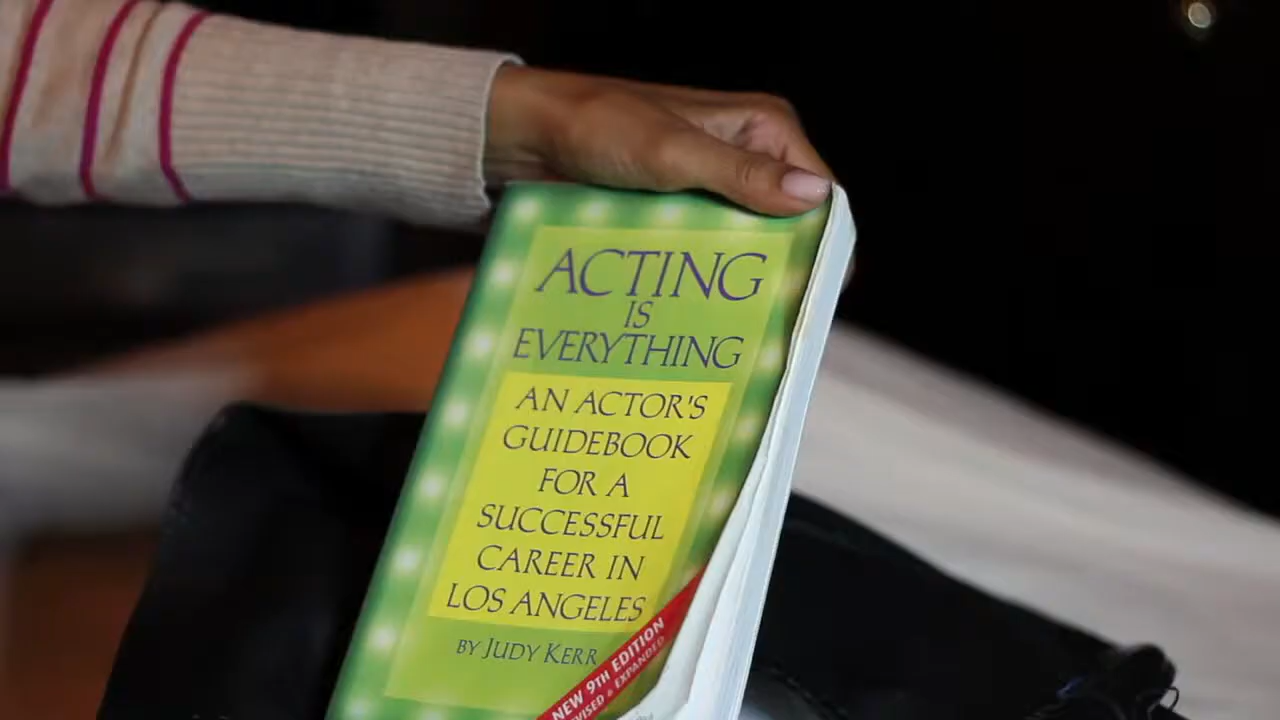 ACTING
IS
EVERYTHING
AN ACTOR'S
GUIDEBOOK
FOR A
SUCCESSFUL
CAREER IN
LOS ANGELES
BY JUDY KERR
NEW 9TH EDITION
REVISED & EXPANDED